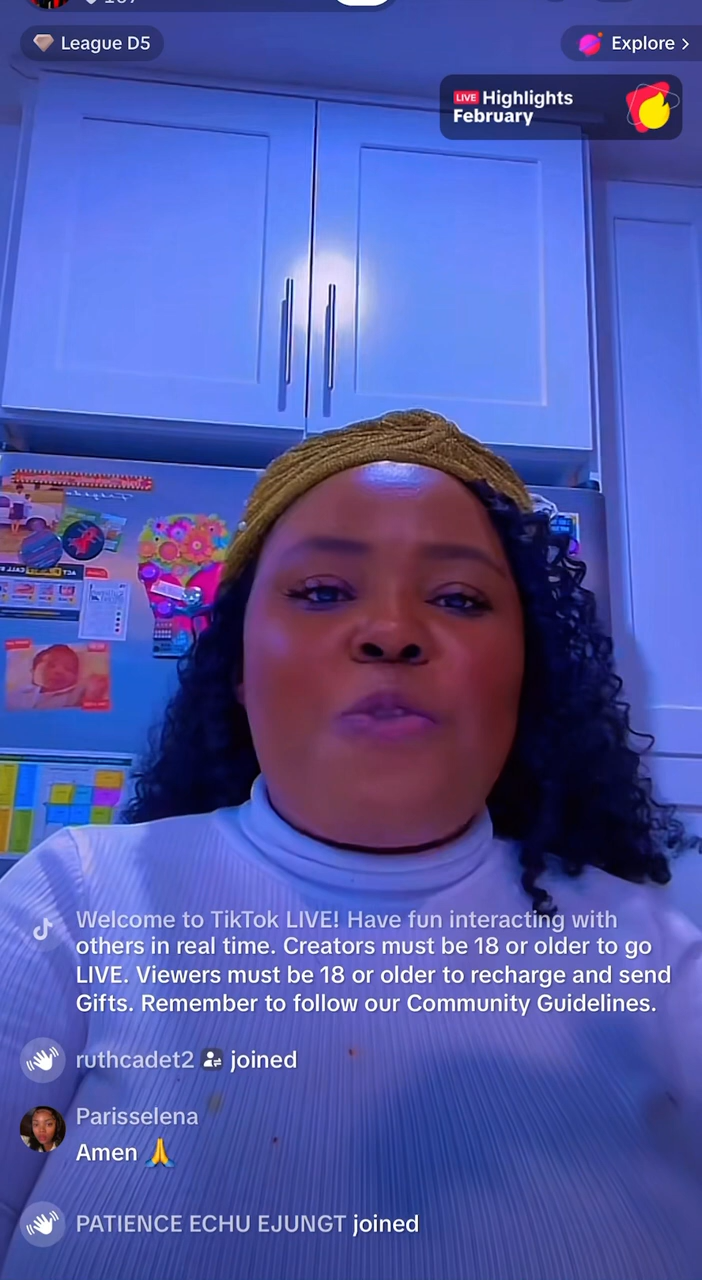 League D5
Explore >
LIVE Highlights
February
Welcome to TikTok LIVE! Have fun interacting with
others in real time. Creators must be 18 or older to go
LIVE. Viewers must be 18 or older to recharge and send
Gifts. Remember to follow our Community Guidelines.
ruthcadet2 joined
Parisselena
Amen 🙏
PATIENCE ECHU EJUNGT joined